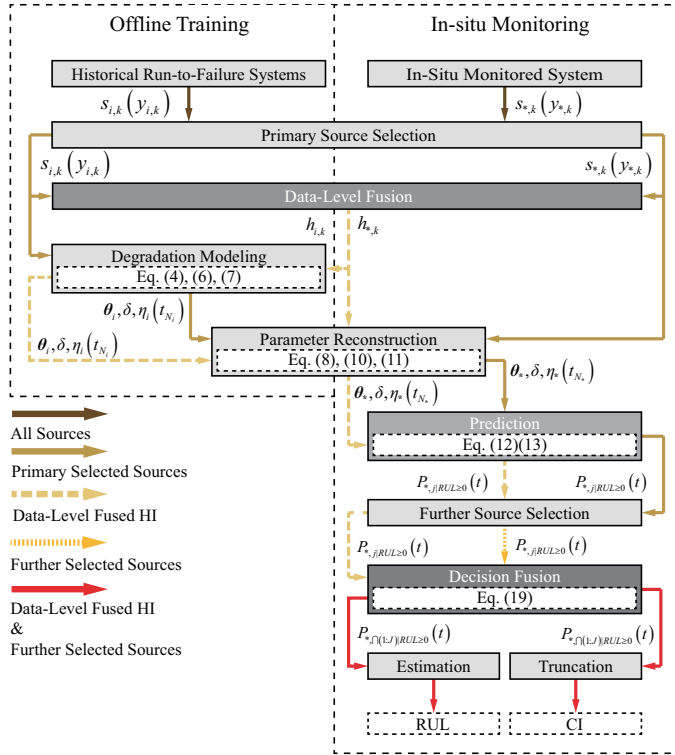 Offline Training
In-situ Monitoring
Historical Run-to-Failure Systems
In-Situ Monitored System
s_{i,k}(y_{i,k})
s_{*,k}(y_{*,k})
Primary Source Selection
s_{i,k}(y_{i,k})
s_{*,k}(y_{*,k})
Data-Level Fusion
h_{i,k}
h_{*,k}
Degradation Modeling
Eq. (4), (6), (7)
θ_i, δ, η_i(t_{N_i})
θ_i, δ, η_i(t_{N_i})
Parameter Reconstruction
Eq. (8), (10), (11)
θ_*, δ, η_*(t_{N_*})
θ_*, δ, η_*(t_{N_*})
Prediction
Eq. (12)(13)
P_{*,j|RUL≥0}(t)
P_{*,j|RUL≥0}(t)
Further Source Selection
P_{*,j|RUL≥0}(t)
P_{*,j|RUL≥0}(t)
Decision Fusion
Eq. (19)
P_{*,∩(1:J)|RUL≥0}(t)
P_{*,∩(1:J)|RUL≥0}(t)
Estimation
Truncation
RUL
CI
All Sources
Primary Selected Sources
Data-Level Fused HI
Further Selected Sources
Data-Level Fused HI
&
Further Selected Sources